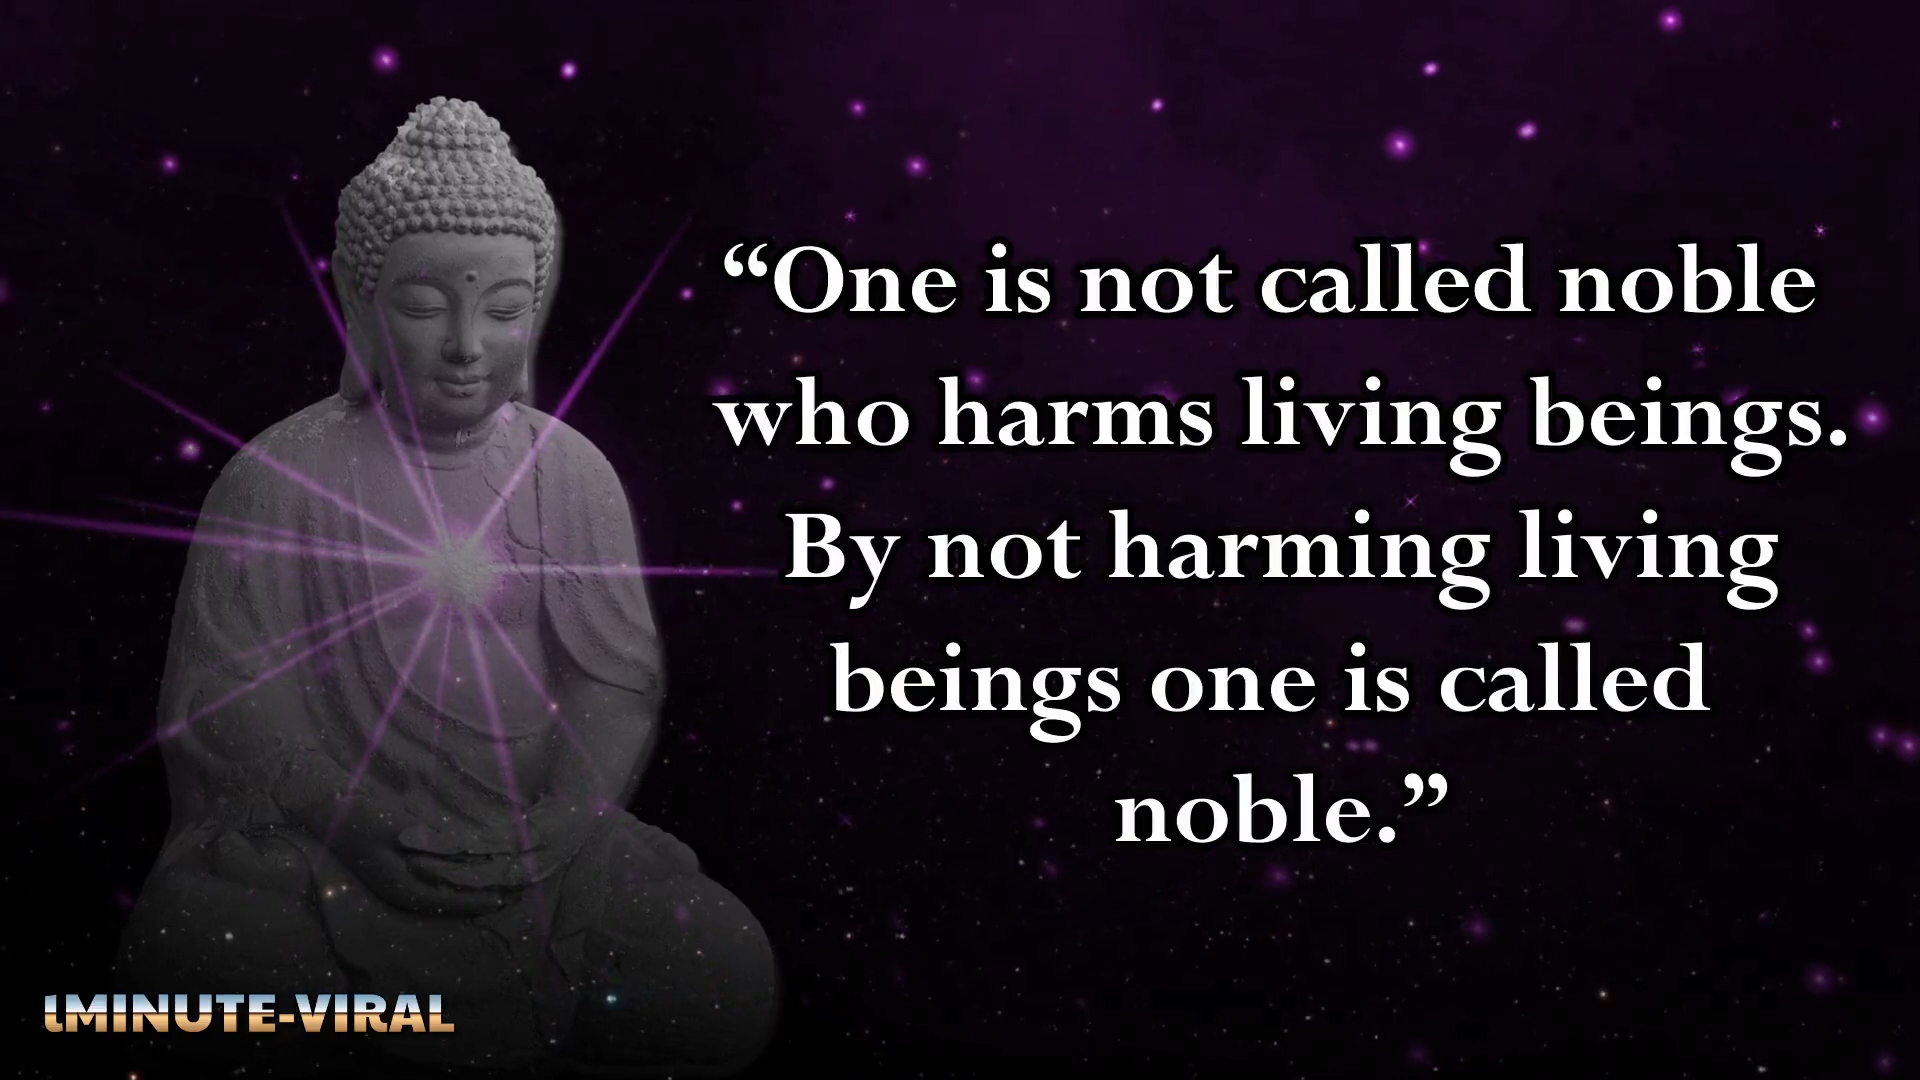 “One is not called noble
who harms living beings.
By not harming living
beings one is called
noble.”
1MINUTE-VIRAL